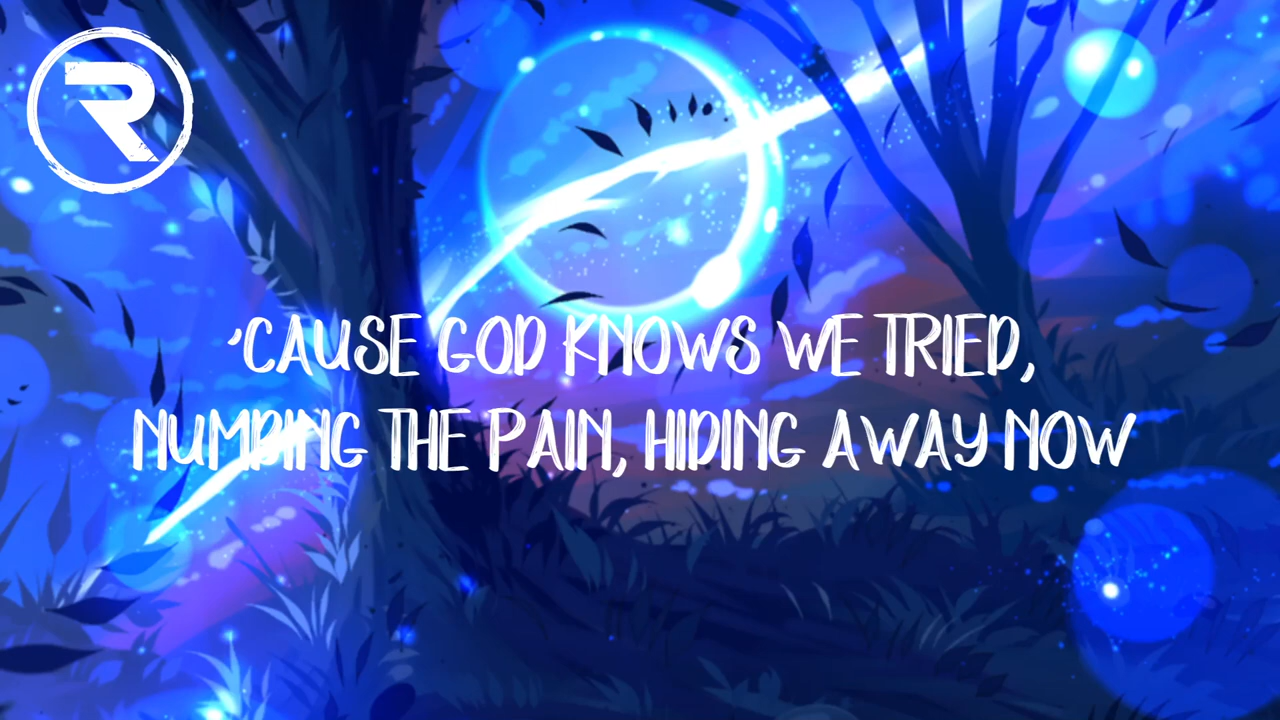 R
'CAUSE GOD KNOWS WE TRIED,
NUMBING THE PAIN, HIDING AWAY NOW